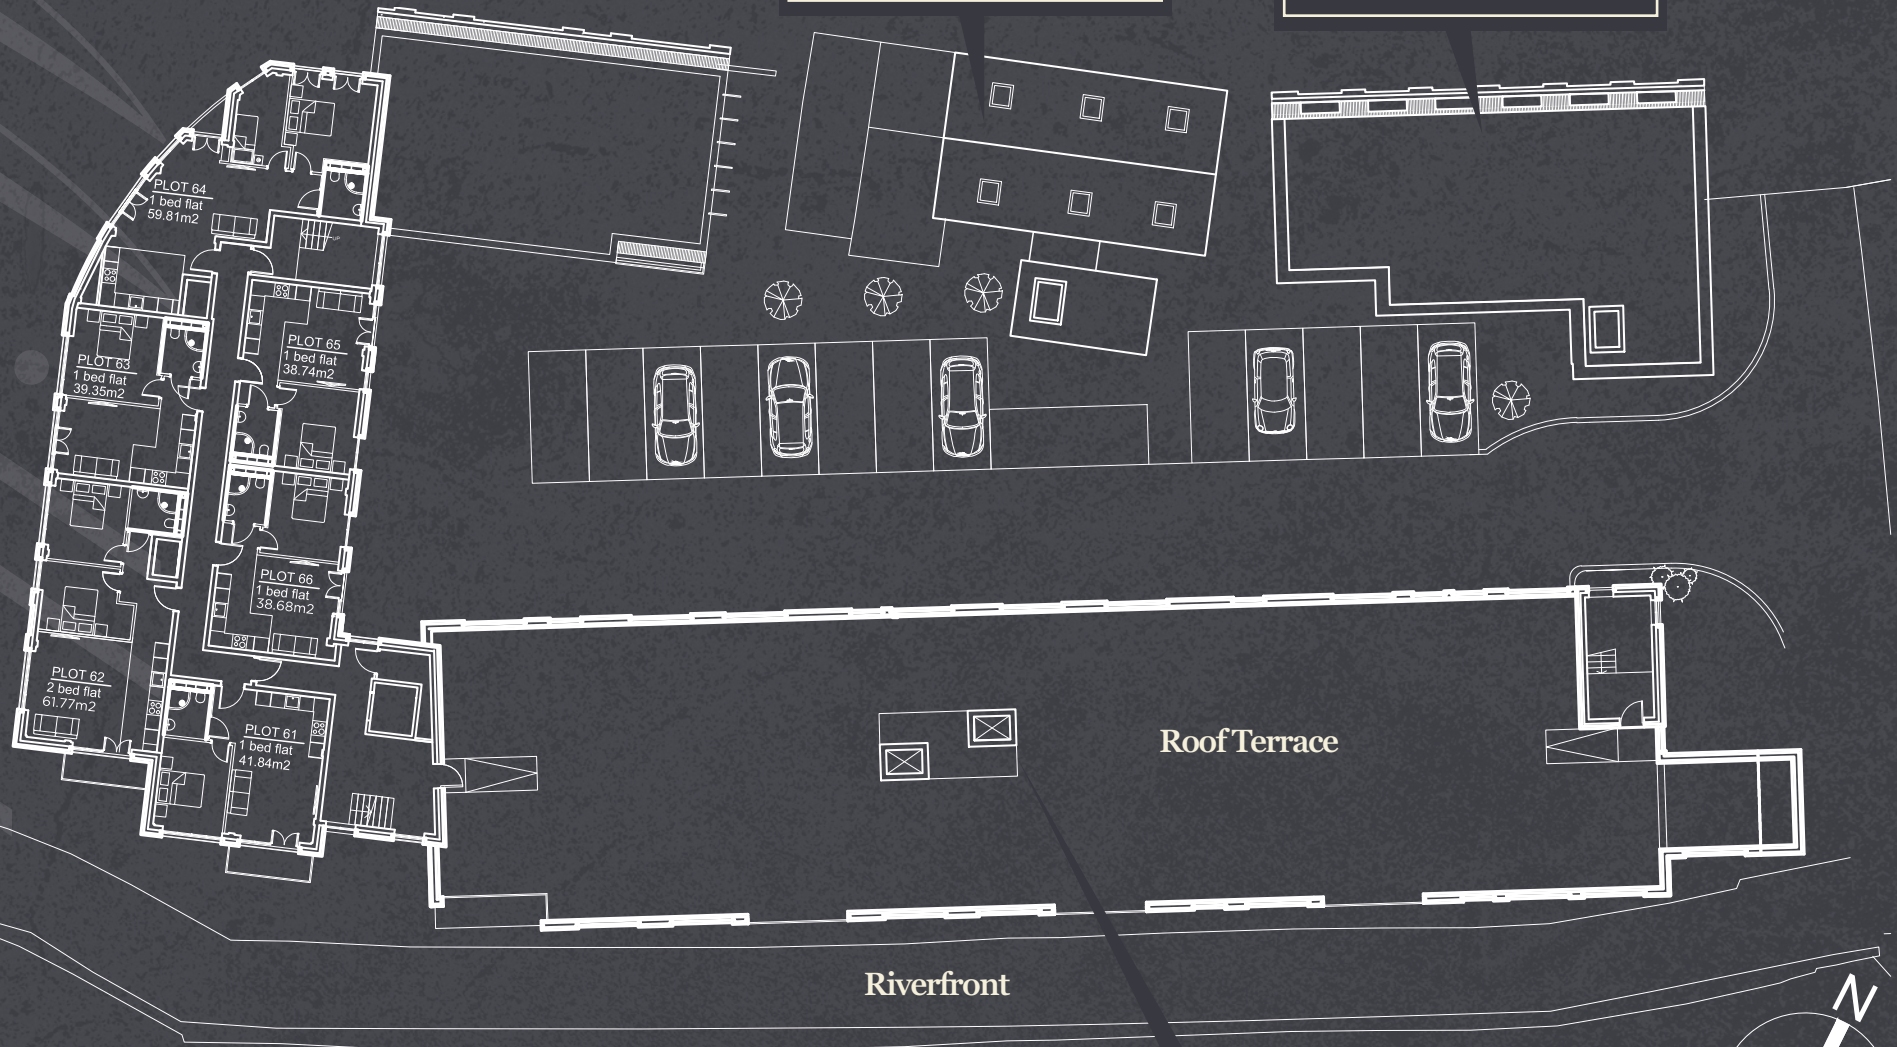 PLOT 64
1 bed flat
59.81m2
UP
PLOT 65
1 bed flat
38.74m2
PLOT 63
1 bed flat
39.35m2
PLOT 66
1 bed flat
38.68m2
PLOT 62
2 bed flat
61.77m2
PLOT 61
1 bed flat
41.84m2
Roof Terrace
Riverfront
N